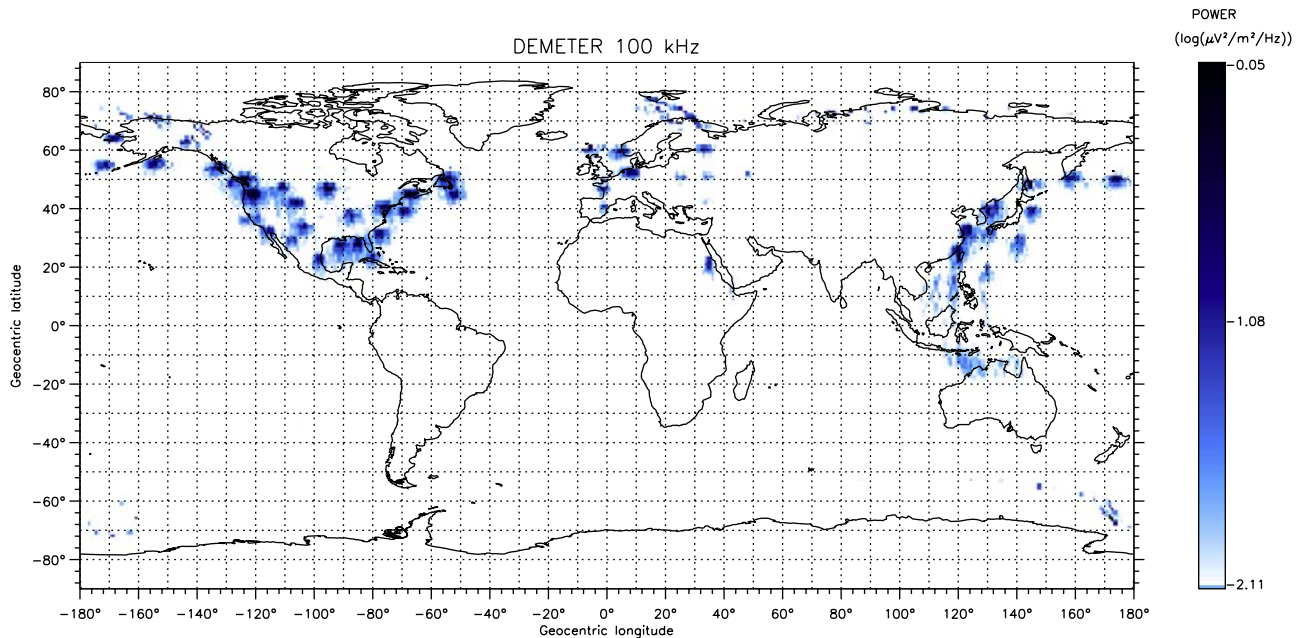 POWER
(log(μV²/m²/Hz))
DEMETER 100 kHz
-0.05
-1.08
-2.11
Geocentric latitude
80°
60°
40°
20°
0°
-20°
-40°
-60°
-80°
-180° -160° -140° -120° -100° -80° -60° -40° -20° 0° 20° 40° 60° 80° 100° 120° 140° 160° 180°
Geocentric longitude